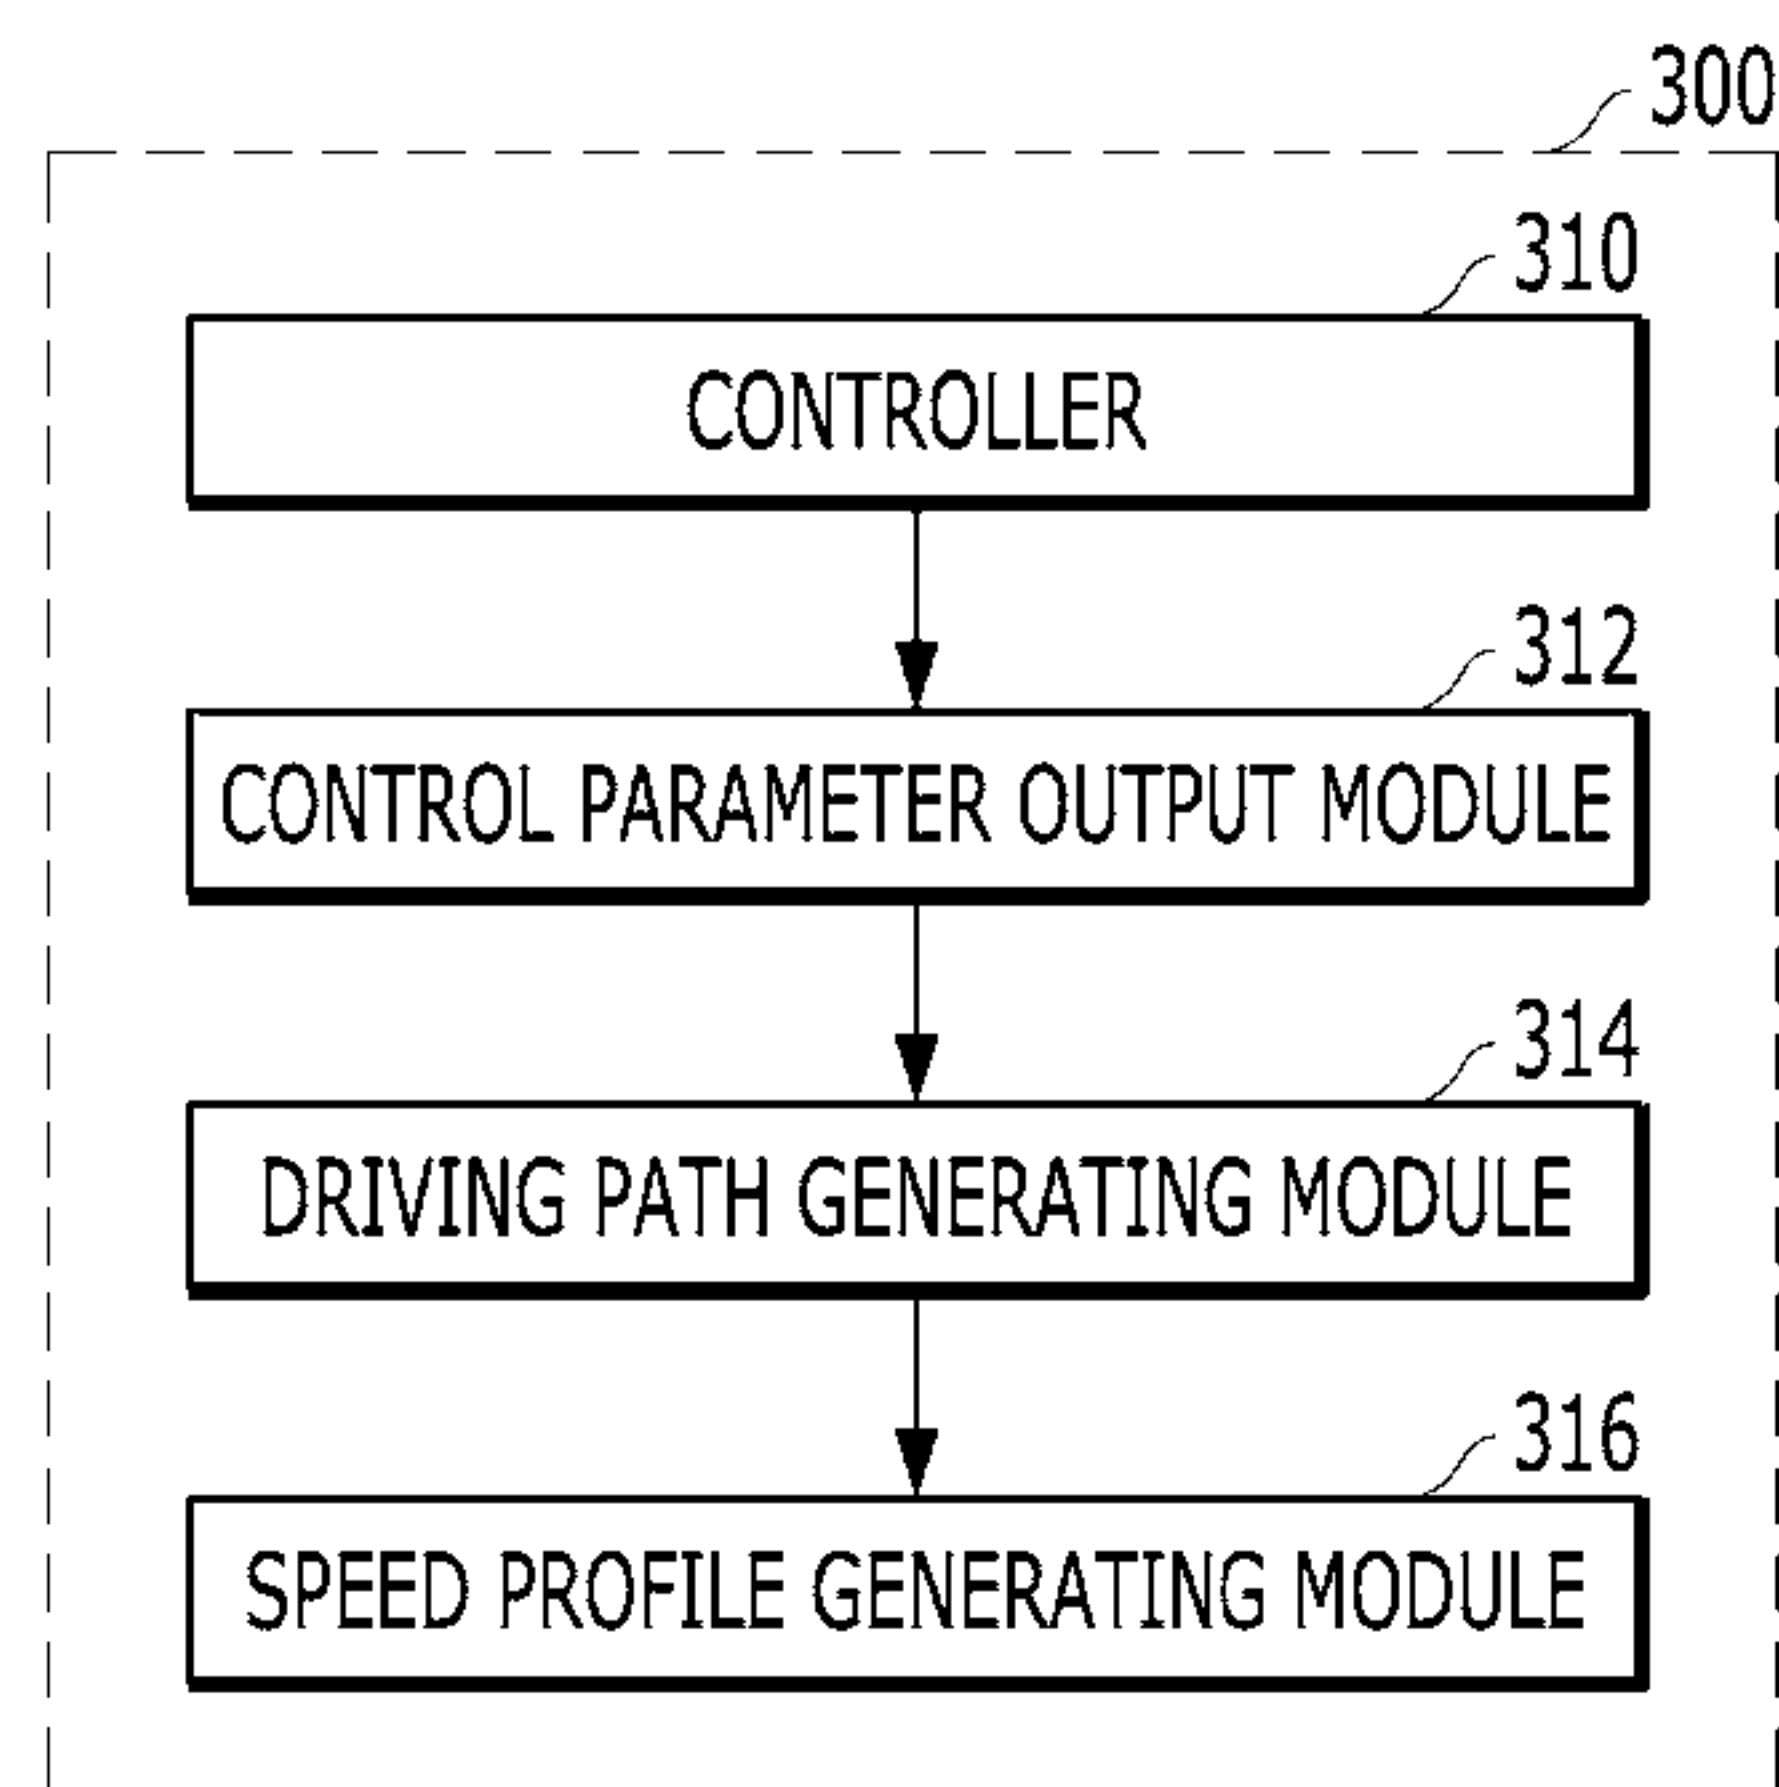 300
310
CONTROLLER
312
CONTROL PARAMETER OUTPUT MODULE
314
DRIVING PATH GENERATING MODULE
316
SPEED PROFILE GENERATING MODULE